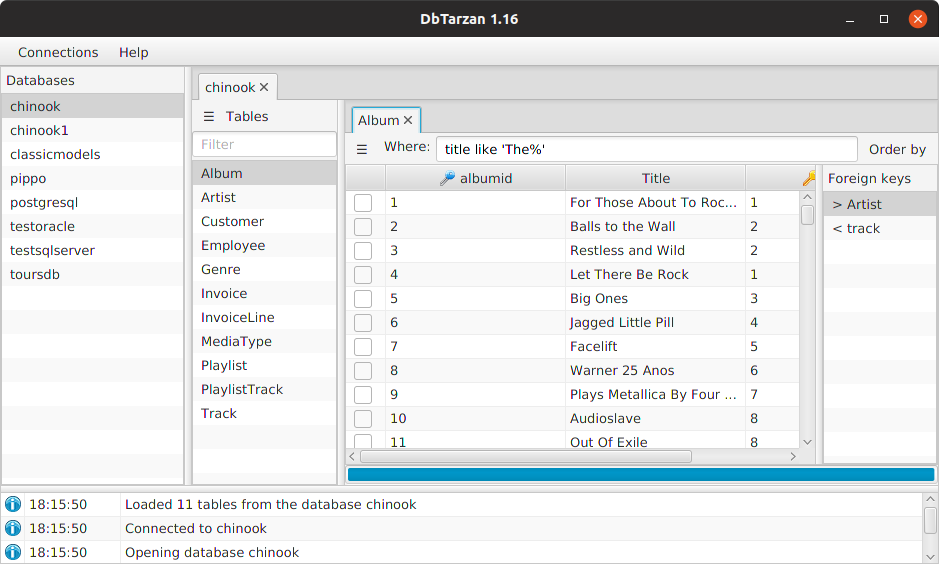 DbTarzan 1.16
Connections Help
Databases
chinook
chinook1
classicmodels
pippo
postgresql
testoracle
testsqlserver
toursdb
chinook
Tables
Filter
Album
Artist
Customer
Employee
Genre
Invoice
InvoiceLine
MediaType
Playlist
PlaylistTrack
Track
Album
Where: title like 'The%' Order by
albumid Title
1 For Those About To Roc... 1
2 Balls to the Wall 2
3 Restless and Wild 2
4 Let There Be Rock 1
5 Big Ones 3
6 Jagged Little Pill 4
7 Facelift 5
8 Warner 25 Anos 6
9 Plays Metallica By Four ... 7
10 Audioslave 8
11 Out Of Exile 8
Foreign keys
> Artist
< track
18:15:50 Loaded 11 tables from the database chinook
18:15:50 Connected to chinook
18:15:50 Opening database chinook